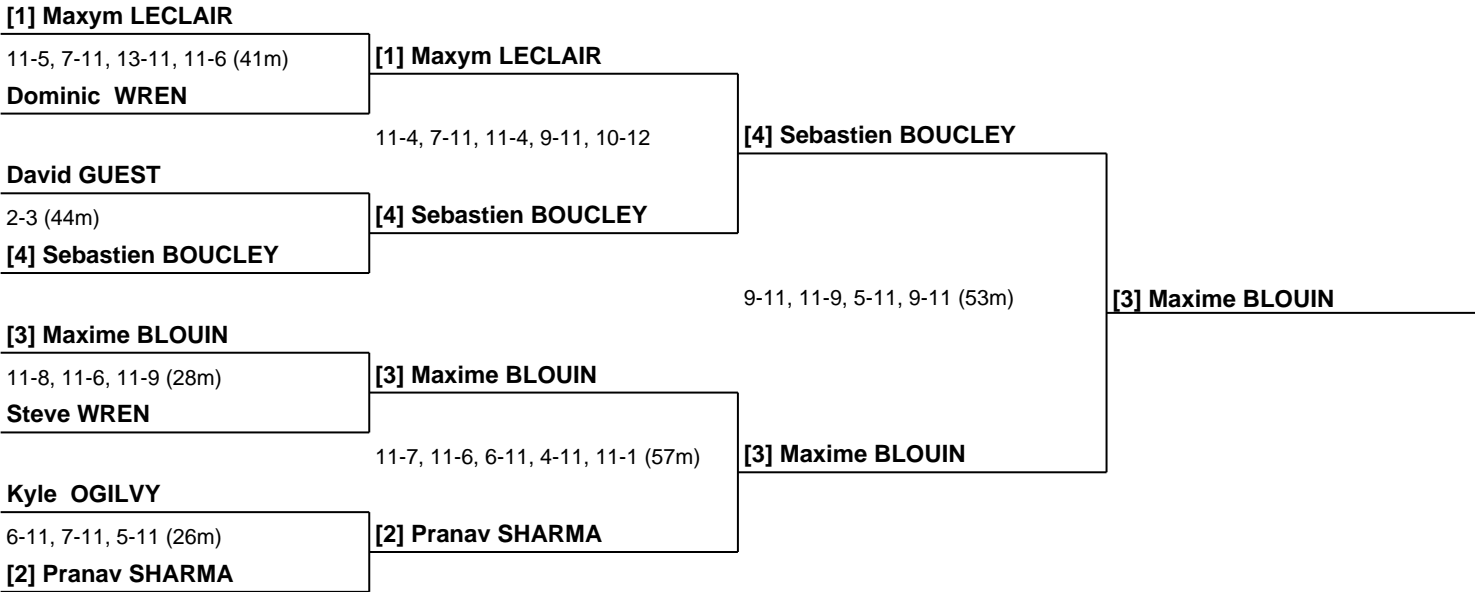 [1] Maxym LECLAIR
11-5, 7-11, 13-11, 11-6 (41m)
[1] Maxym LECLAIR
Dominic  WREN
11-4, 7-11, 11-4, 9-11, 10-12
[4] Sebastien BOUCLEY
David GUEST
2-3 (44m)
[4] Sebastien BOUCLEY
[4] Sebastien BOUCLEY
9-11, 11-9, 5-11, 9-11 (53m)
[3] Maxime BLOUIN
[3] Maxime BLOUIN
11-8, 11-6, 11-9 (28m)
[3] Maxime BLOUIN
Steve WREN
11-7, 11-6, 6-11, 4-11, 11-1 (57m)
[3] Maxime BLOUIN
Kyle  OGILVY
6-11, 7-11, 5-11 (26m)
[2] Pranav SHARMA
[2] Pranav SHARMA